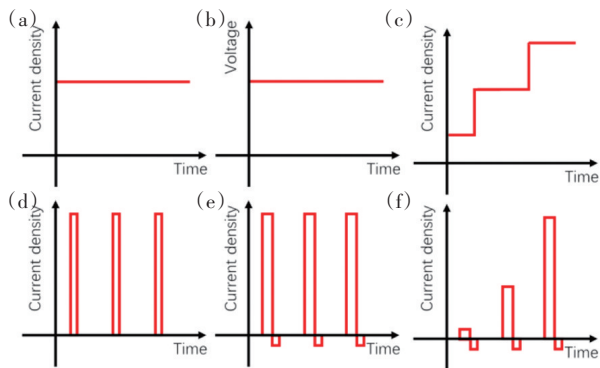 (a)
Current density
Time
(b)
Voltage
Time
(c)
Current density
Time
(d)
Current density
Time
(e)
Current density
Time
(f)
Current density
Time